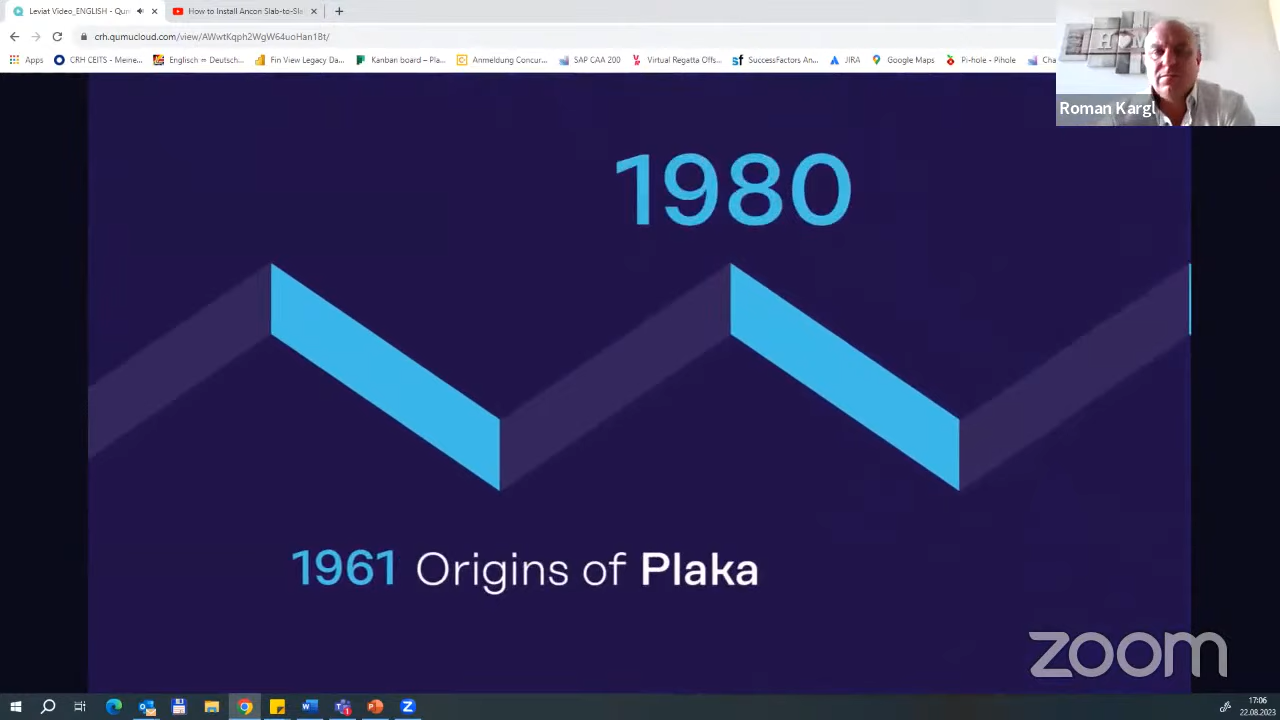 Leviat Video_ENGLISH - Qu
How to Install Ancon Slab-to-Sl
crh.qumucloud.com/view/AWwtKqph2WgW64uoHan1Bt/
Apps
CRH CEITS - Meine...
Englisch ⇔ Deutsch...
Fin View Legacy Da...
Kanban board
Anmeldung Concur...
SAP CAA 200
Virtual Regatta Offs...
SuccessFactors An...
JIRA
Google Maps
Pi-hole - Pihole
Cha
HOM
Roman Kargl
1980
1961 Origins of Plaka
zoom
17:06
22.08.2023